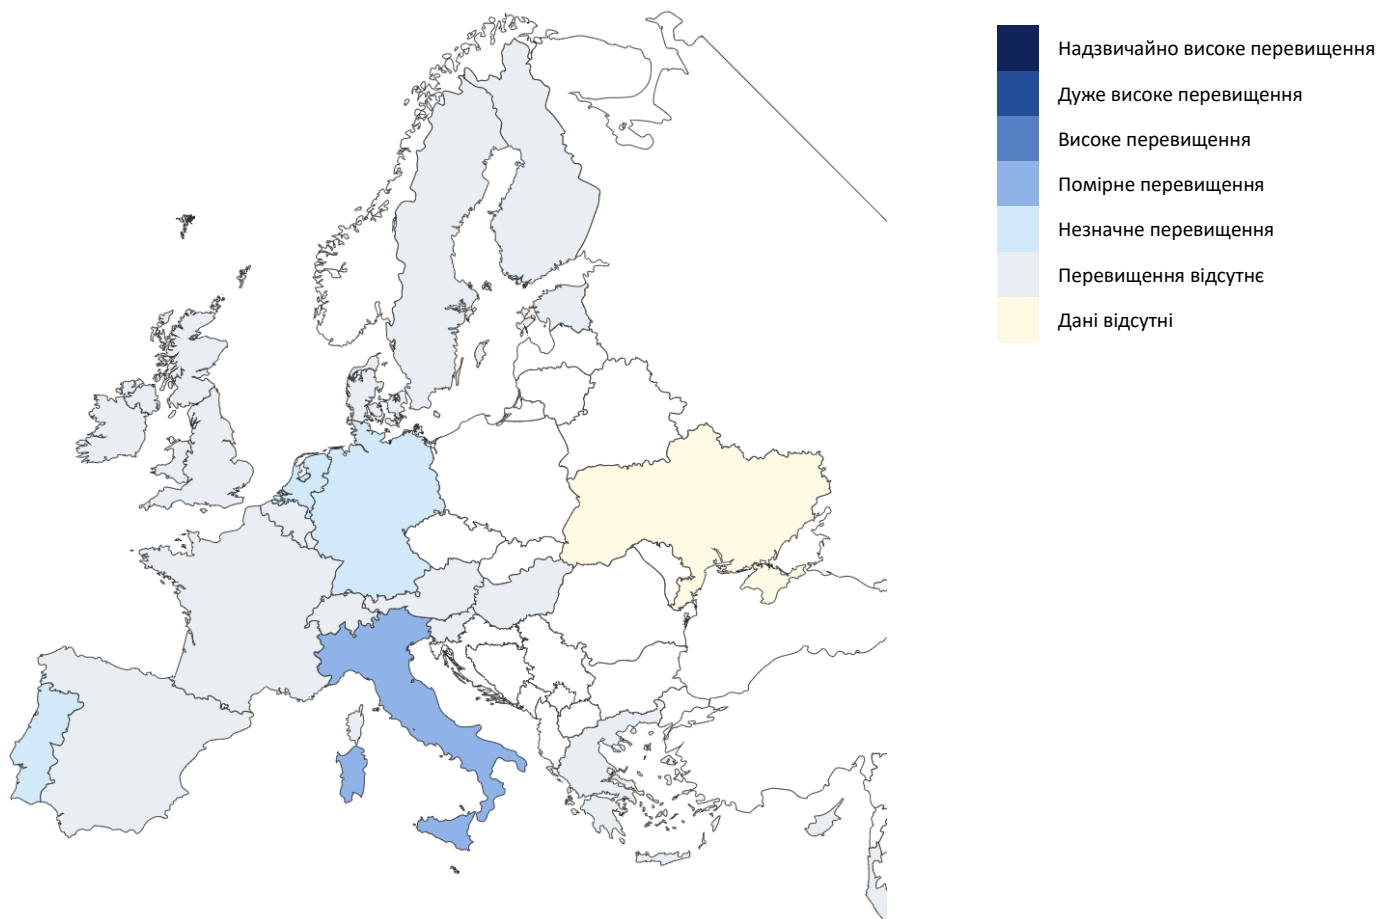 Надзвичайно високе перевищення
Дуже високе перевищення
Високе перевищення
Помірне перевищення
Незначне перевищення
Перевищення відсутнє
Дані відсутні